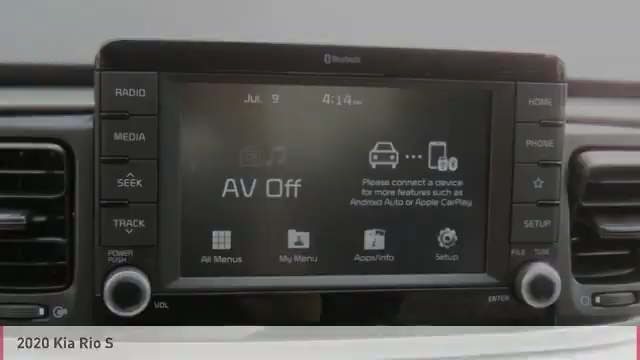 Bluetooth
RADIO
MEDIA
SEEK
TRACK
POWER
PUSH
VOL
Jul. 9 4:14
AV Off
Please connect a device
for more features such as
Android Auto or Apple CarPlay
All Menus My Menu Apps/Info Setup
HOME
PHONE
SETUP
FILE TUNE
ENTER
2020 Kia Rio S